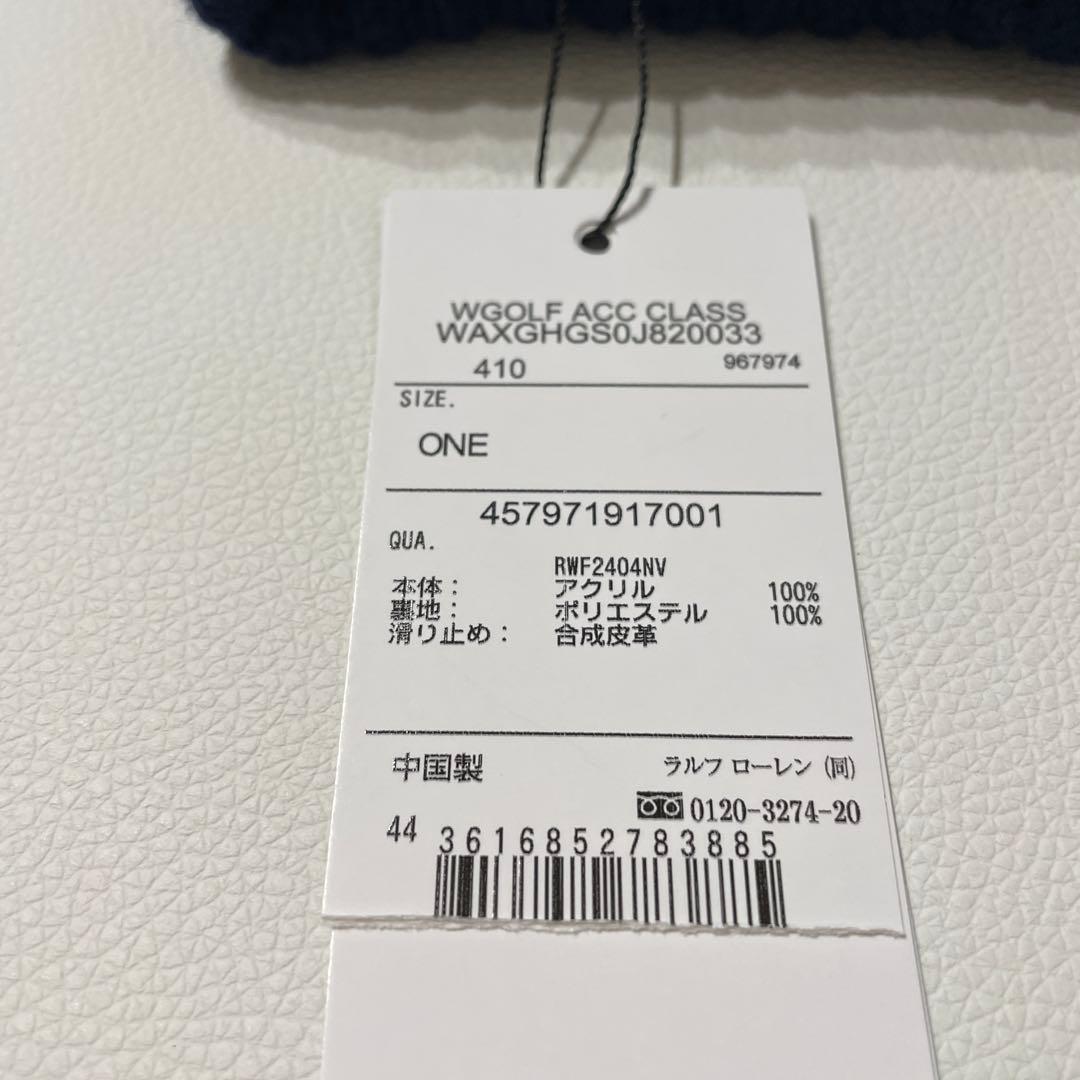 WGOLF ACC CLASS
WAXGHGS0J820033
410 967974
SIZE.
ONE
457971917001
QUA.
RWF2404NV
本体： アクリル 100%
裏地： ポリエステル 100%
滑り止め： 合成皮革
中国製 ラルフ ローレン (同)
0120-3274-20
44 3616852783885